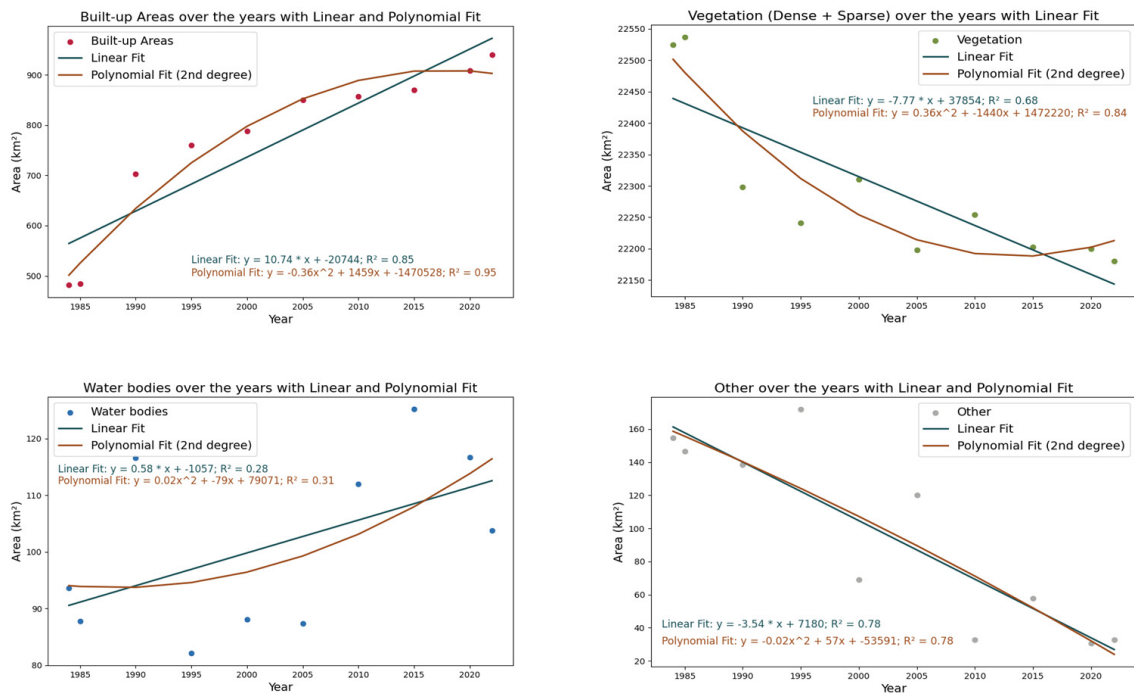 Built-up Areas over the years with Linear and Polynomial Fit
Built-up Areas
Linear Fit
Polynomial Fit (2nd degree)
900
800
700
600
500
Area (km²)
Linear Fit: y = 10.74 * x + -20744; R² = 0.85
Polynomial Fit: y = -0.36x^2 + 1459x + -1470528; R² = 0.95
1985 1990 1995 2000 2005 2010 2015 2020
Year
Vegetation (Dense + Sparse) over the years with Linear Fit
Vegetation
Linear Fit
Polynomial Fit (2nd degree)
22550
22500
22450
22400
22350
22300
22250
22200
22150
Area (km²)
Linear Fit: y = -7.77 * x + 37854; R² = 0.68
Polynomial Fit: y = 0.36x^2 + -1440x + 1472220; R² = 0.84
1985 1990 1995 2000 2005 2010 2015 2020
Year
Water bodies over the years with Linear and Polynomial Fit
Water bodies
Linear Fit
Polynomial Fit (2nd degree)
Linear Fit: y = 0.58 * x + -1057; R² = 0.28
Polynomial Fit: y = 0.02x^2 + -79x + 79071; R² = 0.31
120
110
100
90
80
Area (km²)
1985 1990 1995 2000 2005 2010 2015 2020
Year
Other over the years with Linear and Polynomial Fit
Other
Linear Fit
Polynomial Fit (2nd degree)
160
140
120
100
80
60
40
20
Area (km²)
Linear Fit: y = -3.54 * x + 7180; R² = 0.78
Polynomial Fit: y = -0.02x^2 + 57x + -53591; R² = 0.78
1985 1990 1995 2000 2005 2010 2015 2020
Year